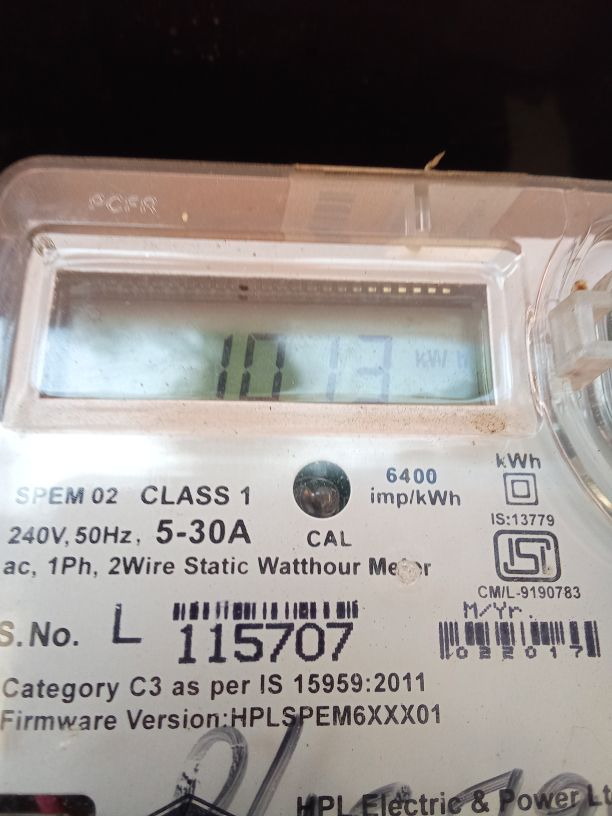 PCFR
1013 kWh
SPEM 02 CLASS 1
240V, 50Hz, 5-30A
ac, 1Ph, 2Wire Static Watthour
CAL
6400
imp/kWh
kWh
IS:13779
ISI
CM/L-9190783
M/Yr.
022017
S.No. L 115707
Category C3 as per IS 15959:2011
Firmware Version:HPLSPEM6XXX01
HPL Electric & Power